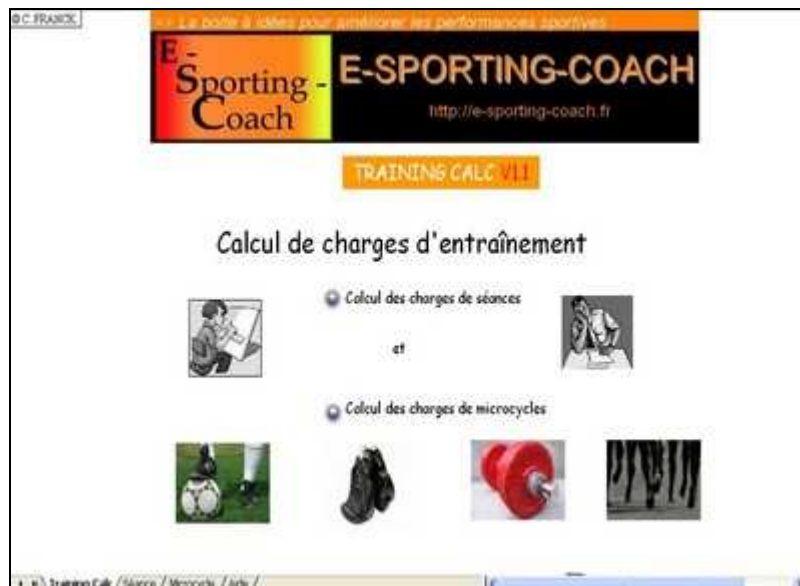 © C. FRANCK
>> La boîte à idées pour améliorer les performances sportives
E -
Sporting -
Coach
E-SPORTING-COACH
http://e-sporting-coach.fr
TRAINING CALC V1.1
Calcul de charges d'entraînement
Calcul des charges de séances
et
Calcul des charges de microcycles
Training Calc / Séance / Microcycle / Aide /